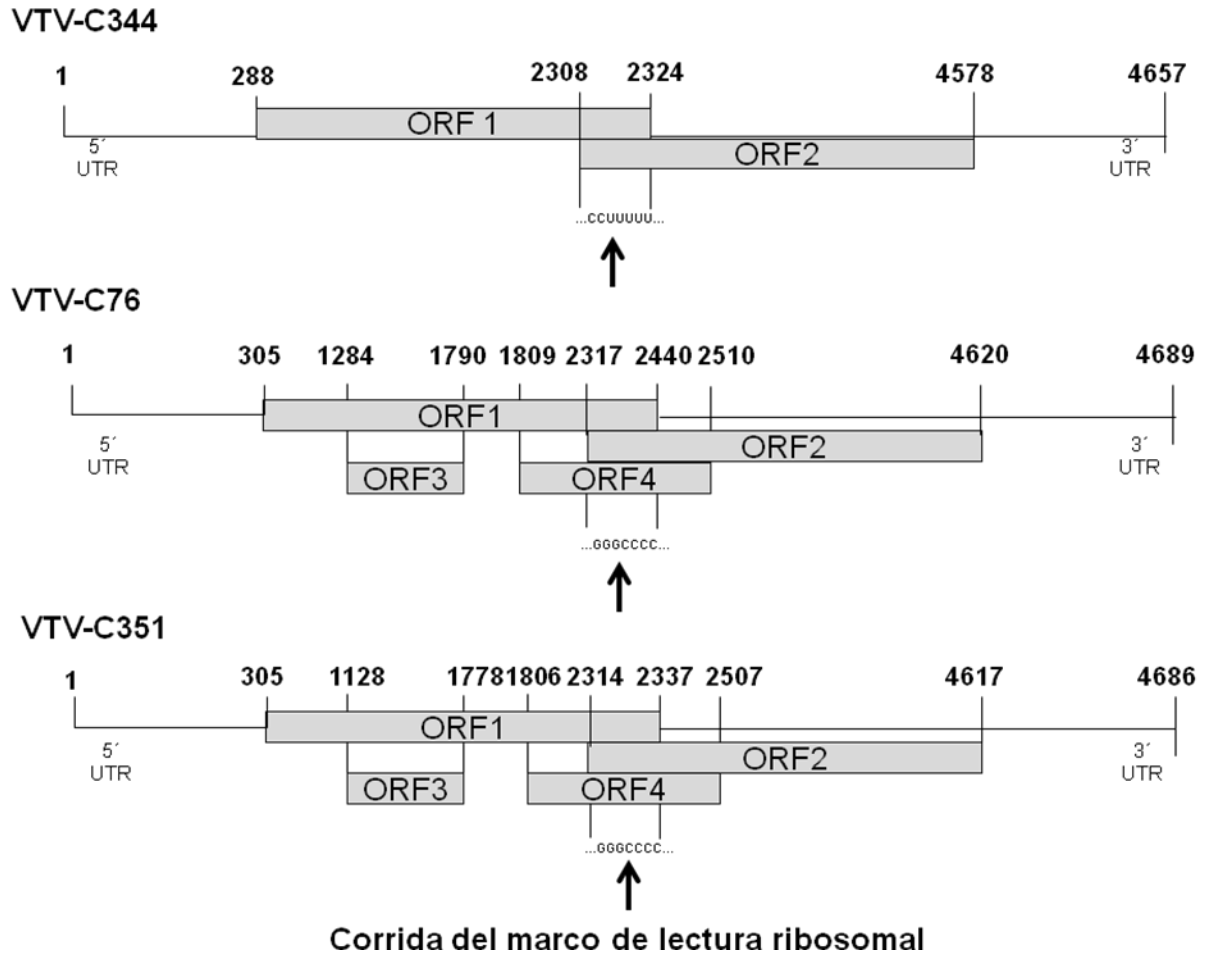 VTV-C344
1 288 2308 2324 4578 4657
ORF 1
5´
UTR
ORF2
3´
UTR
...CCUUUUU...
VTV-C76
1 305 1284 1790 1809 2317 2440 2510 4620 4689
ORF1
5´
UTR
ORF2
3´
UTR
ORF3 ORF4
...GGGCCCC...
VTV-C351
1 305 1128 1778 1806 2314 2337 2507 4617 4686
ORF1
5´
UTR
ORF2
3´
UTR
ORF3 ORF4
...GGGCCCC...
Corrida del marco de lectura ribosomal